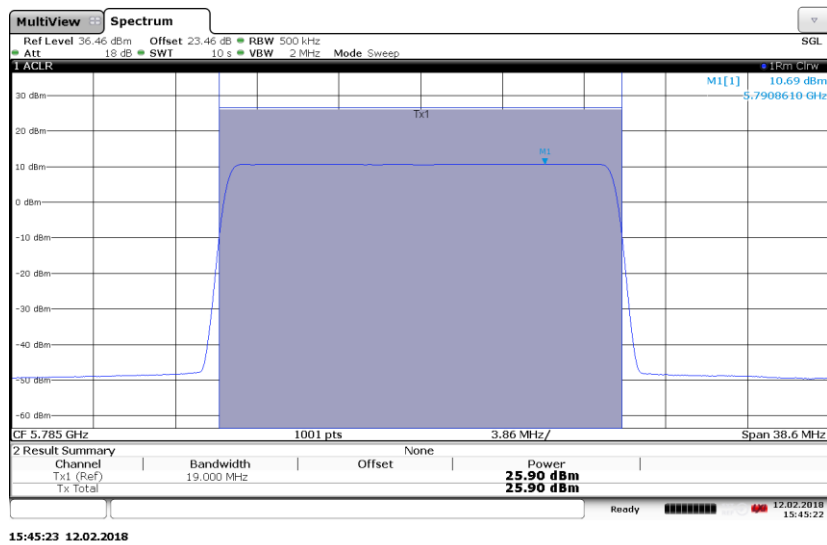 MultiView Spectrum
Ref Level 36.46 dBm Offset 23.46 dB RBW 500 kHz SGL
Att 18 dB SWT 10 s VBW 2 MHz Mode Sweep
1 ACLR 1Rm Clrw
M1[1] 10.69 dBm
5.7908610 GHz
30 dBm
Tx1
20 dBm
M1
10 dBm
0 dBm
-10 dBm
-20 dBm
-30 dBm
-40 dBm
-50 dBm
-60 dBm
CF 5.785 GHz 1001 pts 3.86 MHz/ Span 38.6 MHz
2 Result Summary None
Channel Bandwidth Offset Power
Tx1 (Ref) 19.000 MHz 25.90 dBm
Tx Total 25.90 dBm
Ready 12.02.2018
15:45:22
15:45:23 12.02.2018